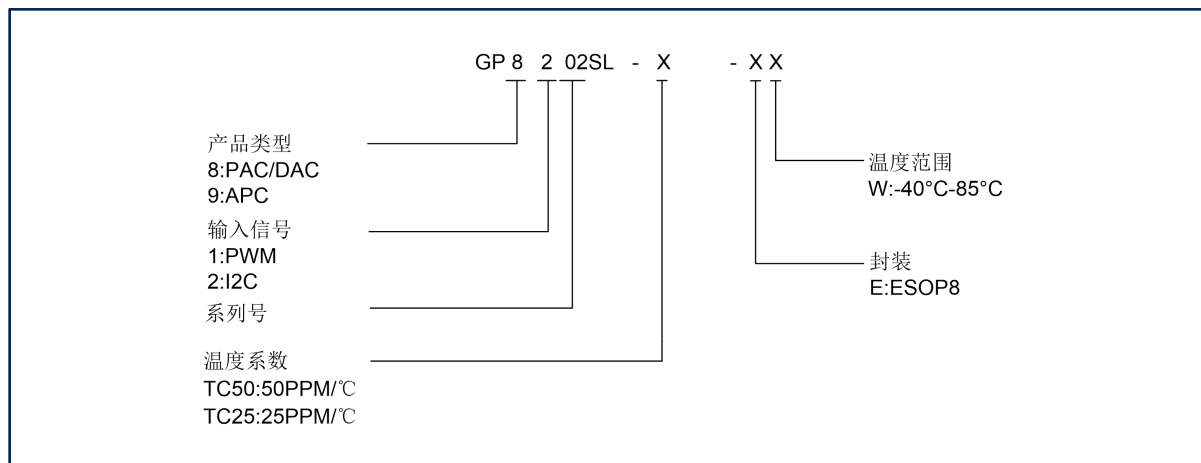 GP 8 2 02SL - X - X X
产品类型
8:PAC/DAC
9:APC
输入信号
1:PWM
2:I2C
系列号
温度系数
TC50:50PPM/℃
TC25:25PPM/℃
温度范围
W:-40°C-85°C
封装
E:ESOP8